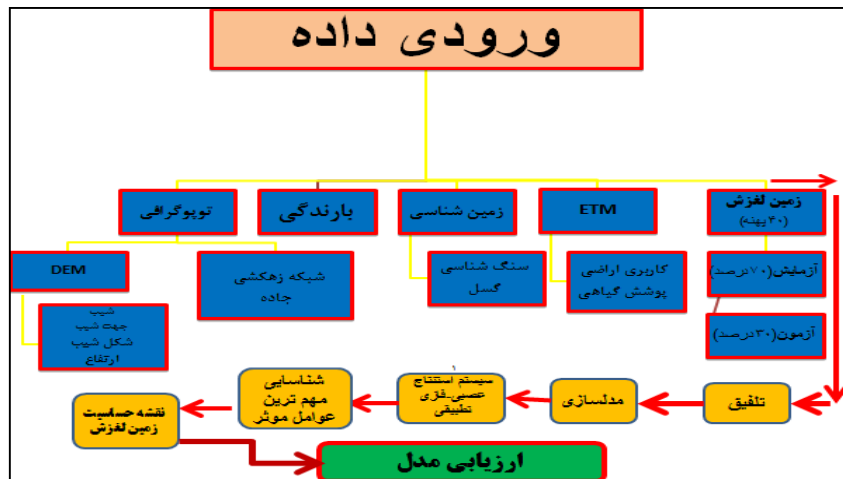 ورودی داده
زمین لغزش
(۴۰پهنه)
ETM
زمین شناسی
بارندگی
توپوگرافی
آزمایش(۷۰درصد)
کاربری اراضی
پوشش گیاهی
سنگ شناسی
گسل
شبکه زهکشی
جاده
DEM
آزمون(۳۰درصد)
شیب
جهت شیب
شکل شیب
ارتفاع
تلفیق
مدلسازی
سیستم استنتاج
عصبی-فازی
تطبیقی
شناسایی
مهم ترین
عوامل موثر
نقشه حساسیت
زمین لغزش
ارزیابی مدل